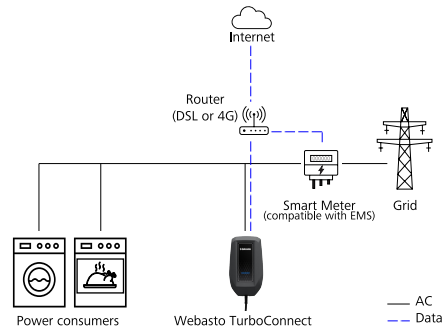 Internet
Router
(DSL or 4G)
Smart Meter
(compatible with EMS)
Grid
Power consumers
Webasto TurboConnect
AC
Data